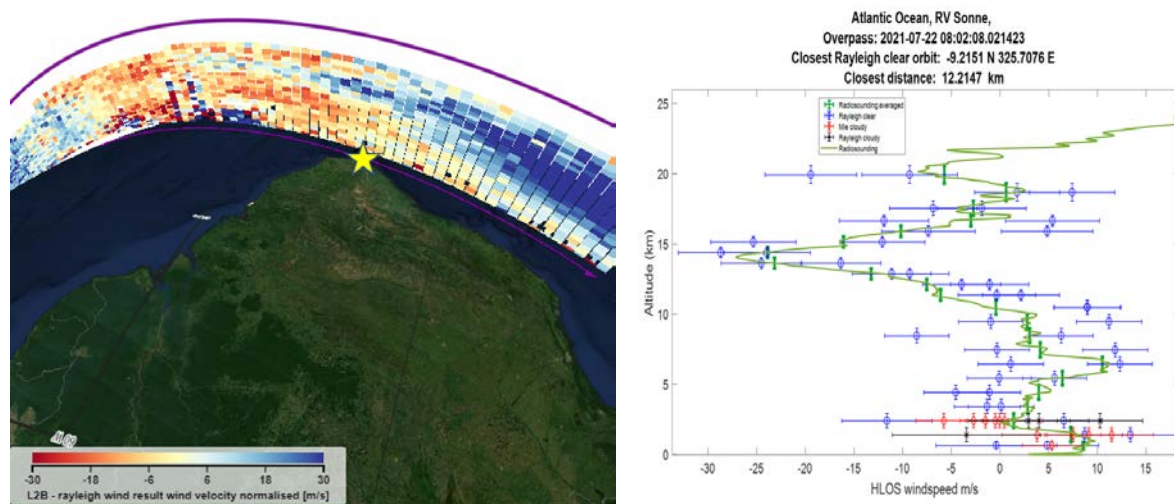 -30
-18
-6
6
18
30
L2B - rayleigh wind result wind velocity normalised [m/s]
Atlantic Ocean, RV Sonne,
Overpass: 2021-07-22 08:02:08.021423
Closest Rayleigh clear orbit: -9.2151 N 325.7076 E
Closest distance: 12.2147 km
Radiosounding averaged
Rayleigh clear
Mie cloudy
Rayleigh cloudy
Radiosounding
Altitude (km)
25
20
15
10
5
0
-30
-25
-20
-15
-10
-5
0
5
10
15
HLOS windspeed m/s